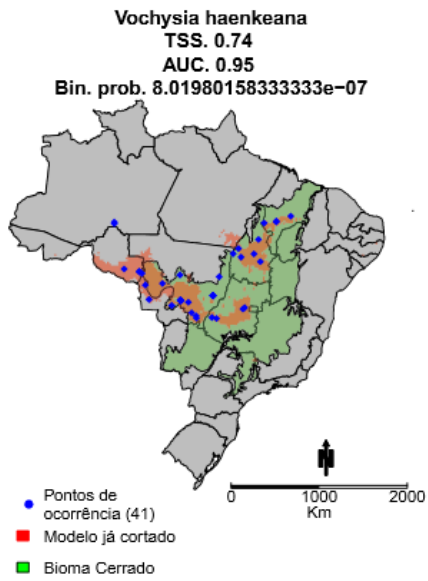 Vochysia haenkeana
TSS. 0.74
AUC. 0.95
Bin. prob. 8.01980158333333e−07
N
0 1000 2000
Km
Pontos de
ocorrência (41)
Modelo já cortado
Bioma Cerrado